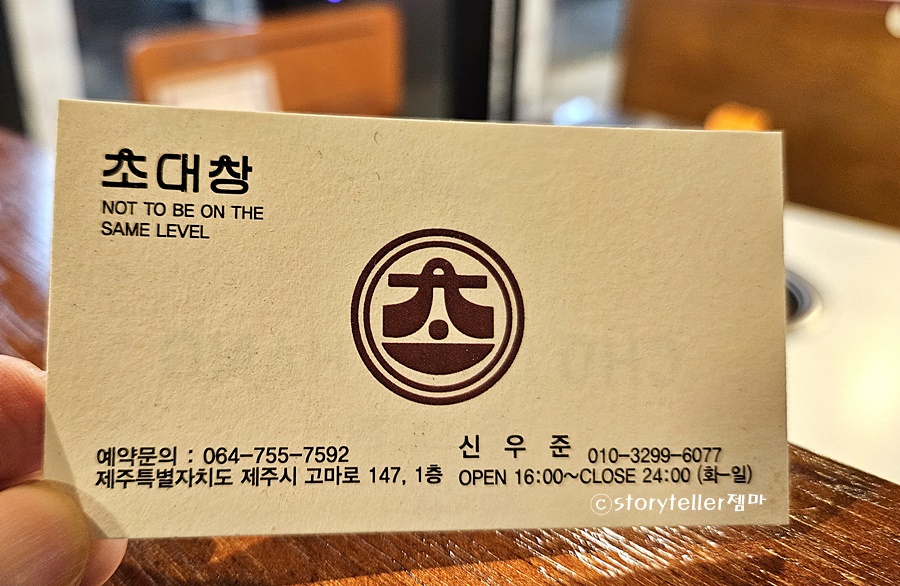 초대창
NOT TO BE ON THE
SAME LEVEL
초
예약문의 : 064-755-7592
제주특별자치도 제주시 고마로 147, 1층
신 우 준 010-3299-6077
OPEN 16:00~CLOSE 24:00 (화-일)
ⓒstoryteller젬마